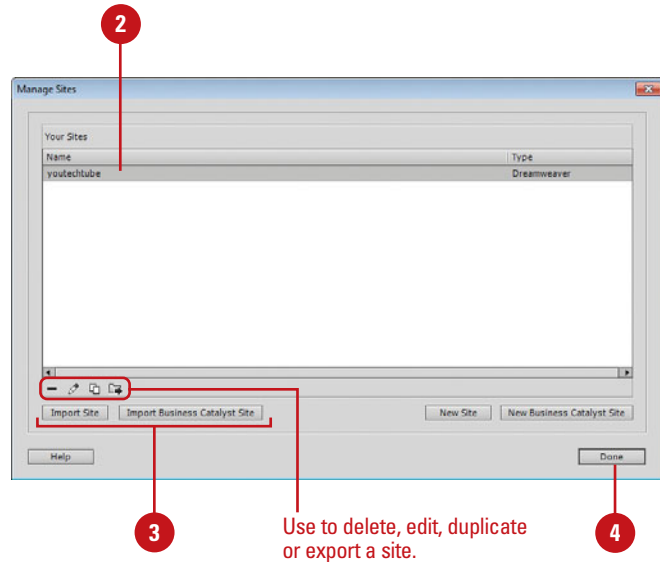 2
Manage Sites
Your Sites
Name Type
youtechtube Dreamweaver
Import Site Import Business Catalyst Site New Site New Business Catalyst Site
Help Done
3
Use to delete, edit, duplicate
or export a site.
4